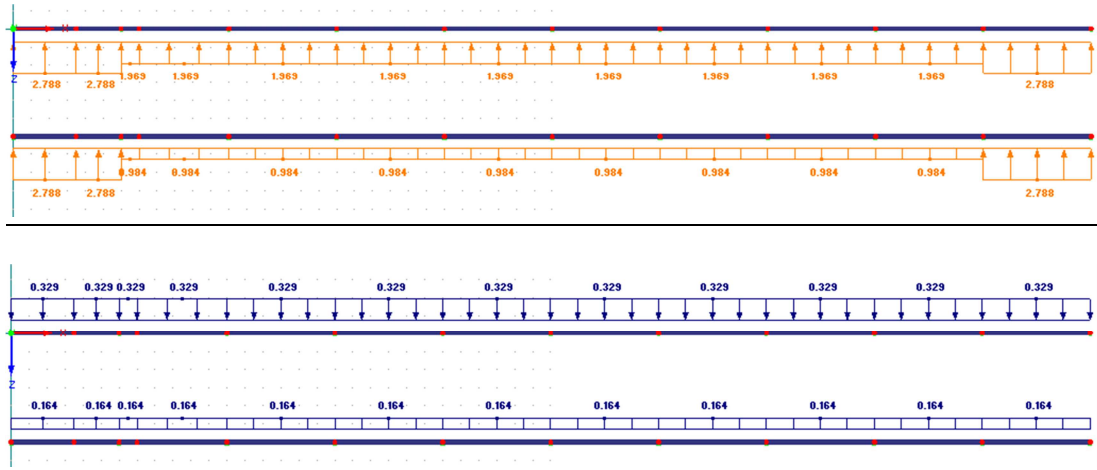 X
2.788 2.788 1.969 1.969 1.969 1.969 1.969 1.969 1.969 1.969 1.969 2.788
Z
2.788 2.788 0.984 0.984 0.984 0.984 0.984 0.984 0.984 0.984 0.984 2.788
0.329 0.329 0.329 0.329 0.329 0.329 0.329 0.329 0.329 0.329 0.329 0.329
X
Z
0.164 0.164 0.164 0.164 0.164 0.164 0.164 0.164 0.164 0.164 0.164 0.164